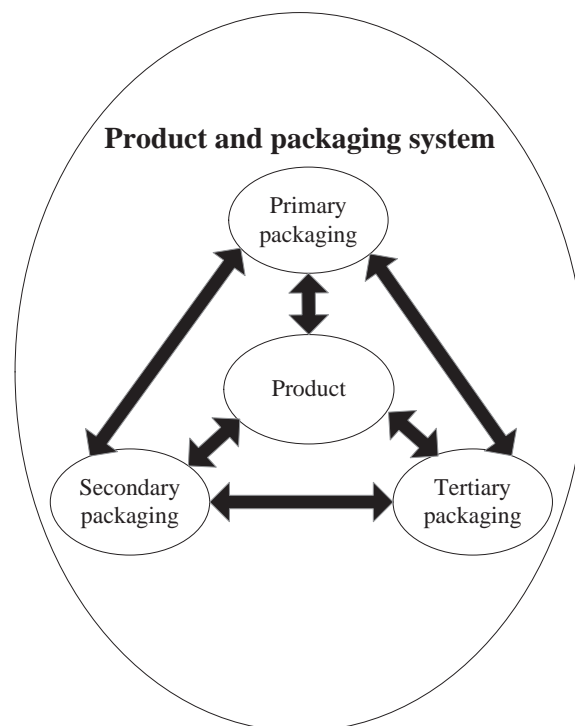 Product and packaging system
Primary
packaging
Product
Secondary
packaging
Tertiary
packaging